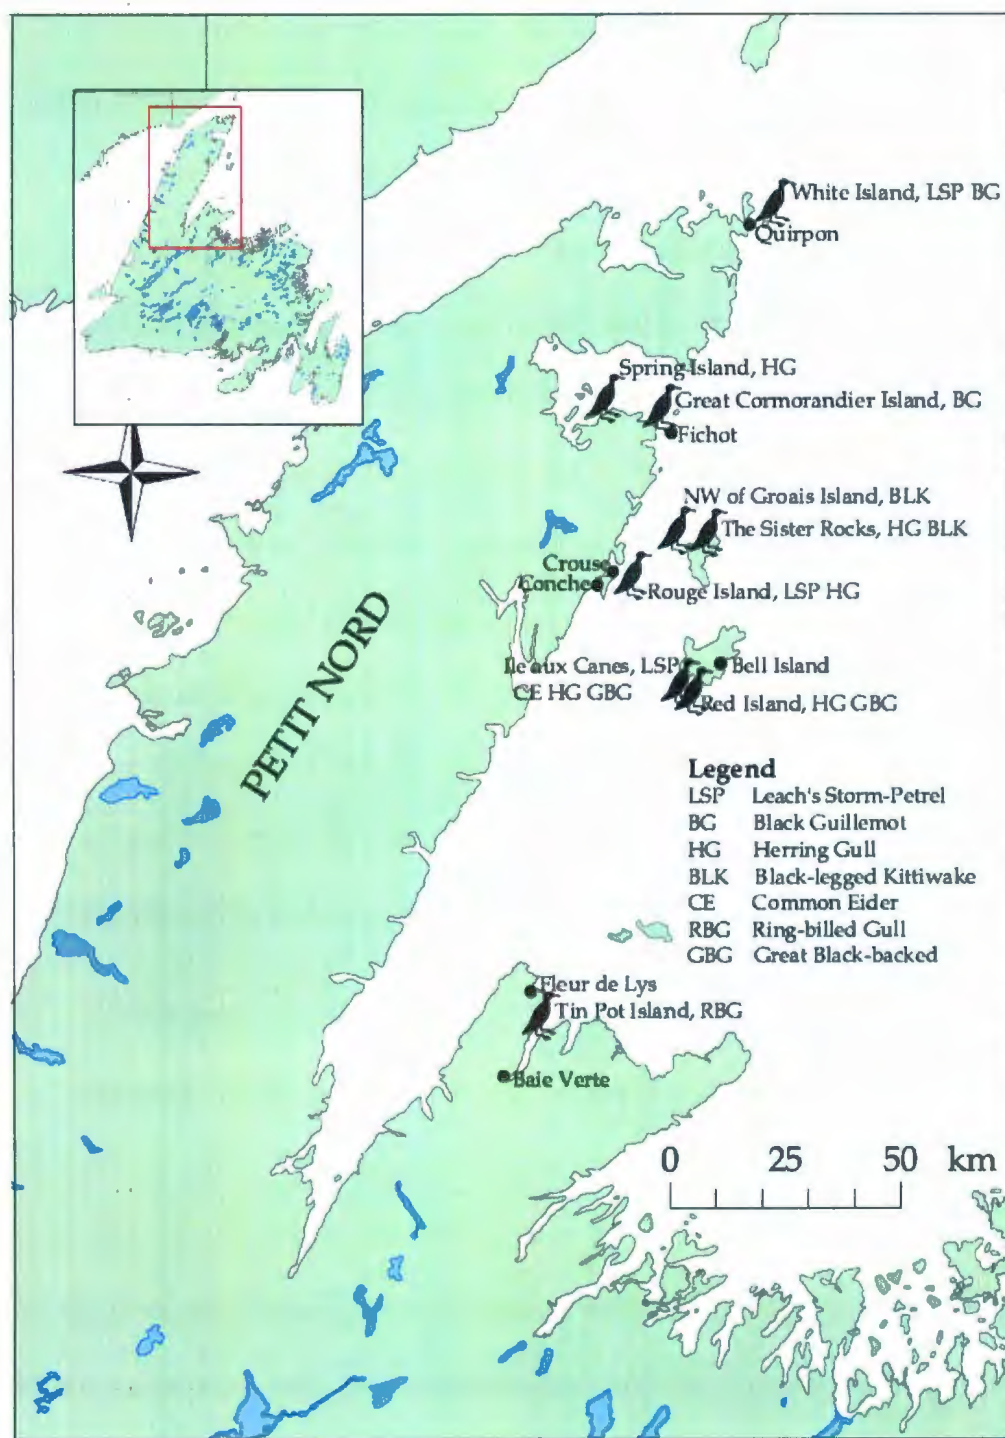 White Island, LSP BG
Quirpon
Spring Island, HG
Great Cormorandier Island, BG
Fichot
NW of Groais Island, BLK
The Sister Rocks, HG BLK
Crouse
Conche
Rouge Island, LSP HG
Ile aux Canes, LSP
CE HG GBG
Bell Island
Red Island, HG GBG
PETIT NORD
Legend
LSP Leach's Storm-Petrel
BG Black Guillemot
HG Herring Gull
BLK Black-legged Kittiwake
CE Common Eider
RBG Ring-billed Gull
GBG Great Black-backed
Fleur de Lys
Tin Pot Island, RBG
Baie Verte
0 25 50 km